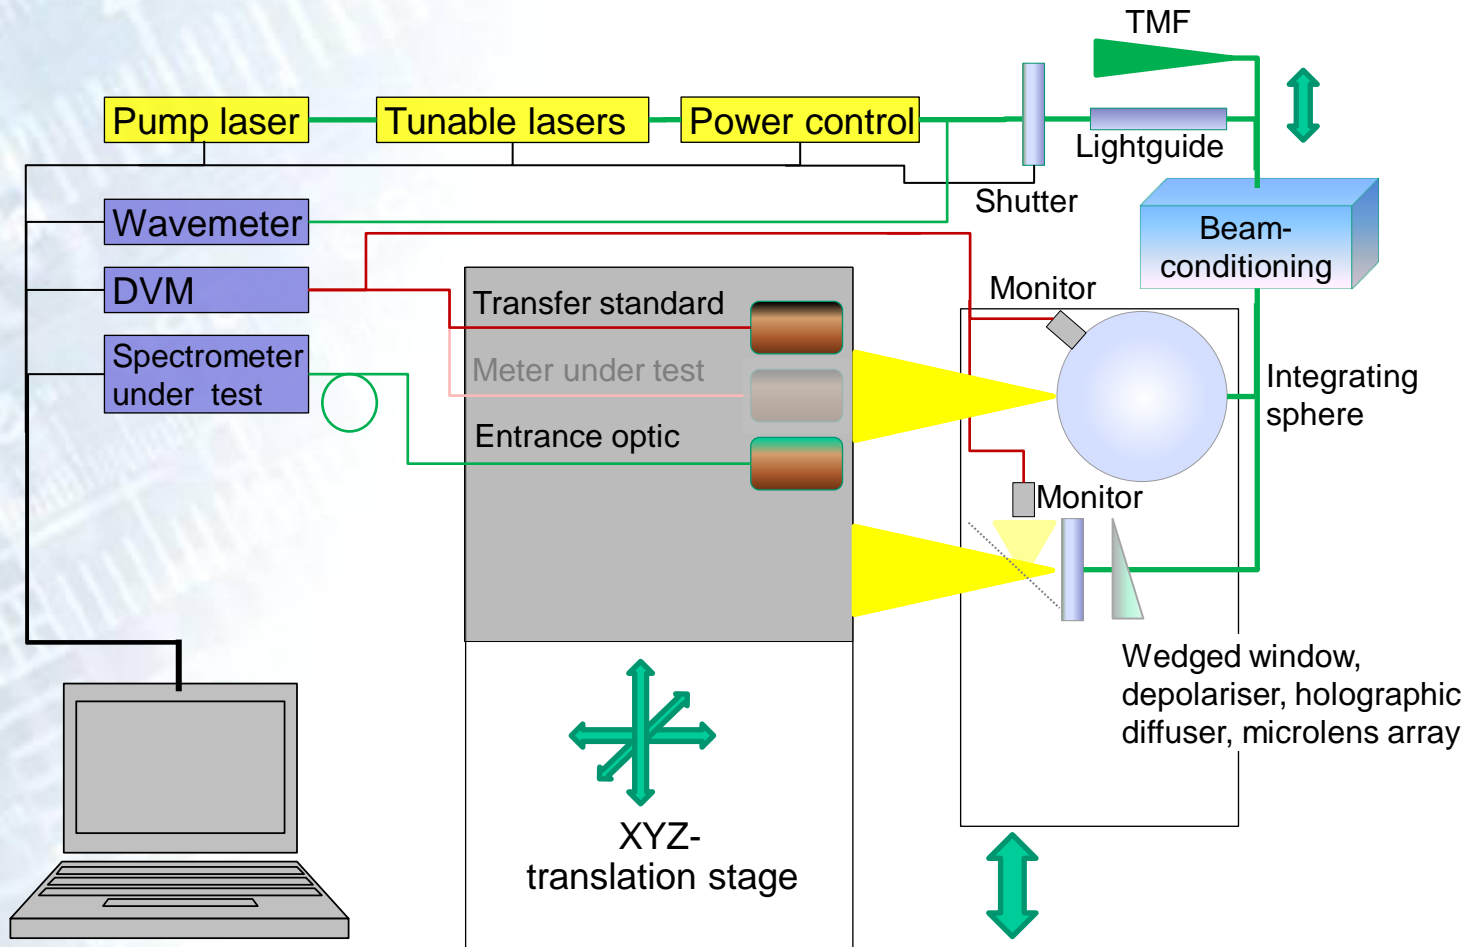 TMF
Pump laser
Tunable lasers
Power control
Lightguide
Shutter
Wavemeter
Beam-
conditioning
DVM
Transfer standard
Monitor
Spectrometer
under test
Meter under test
Integrating
sphere
Entrance optic
Monitor
Wedged window,
depolariser, holographic
diffuser, microlens array
XYZ-
translation stage